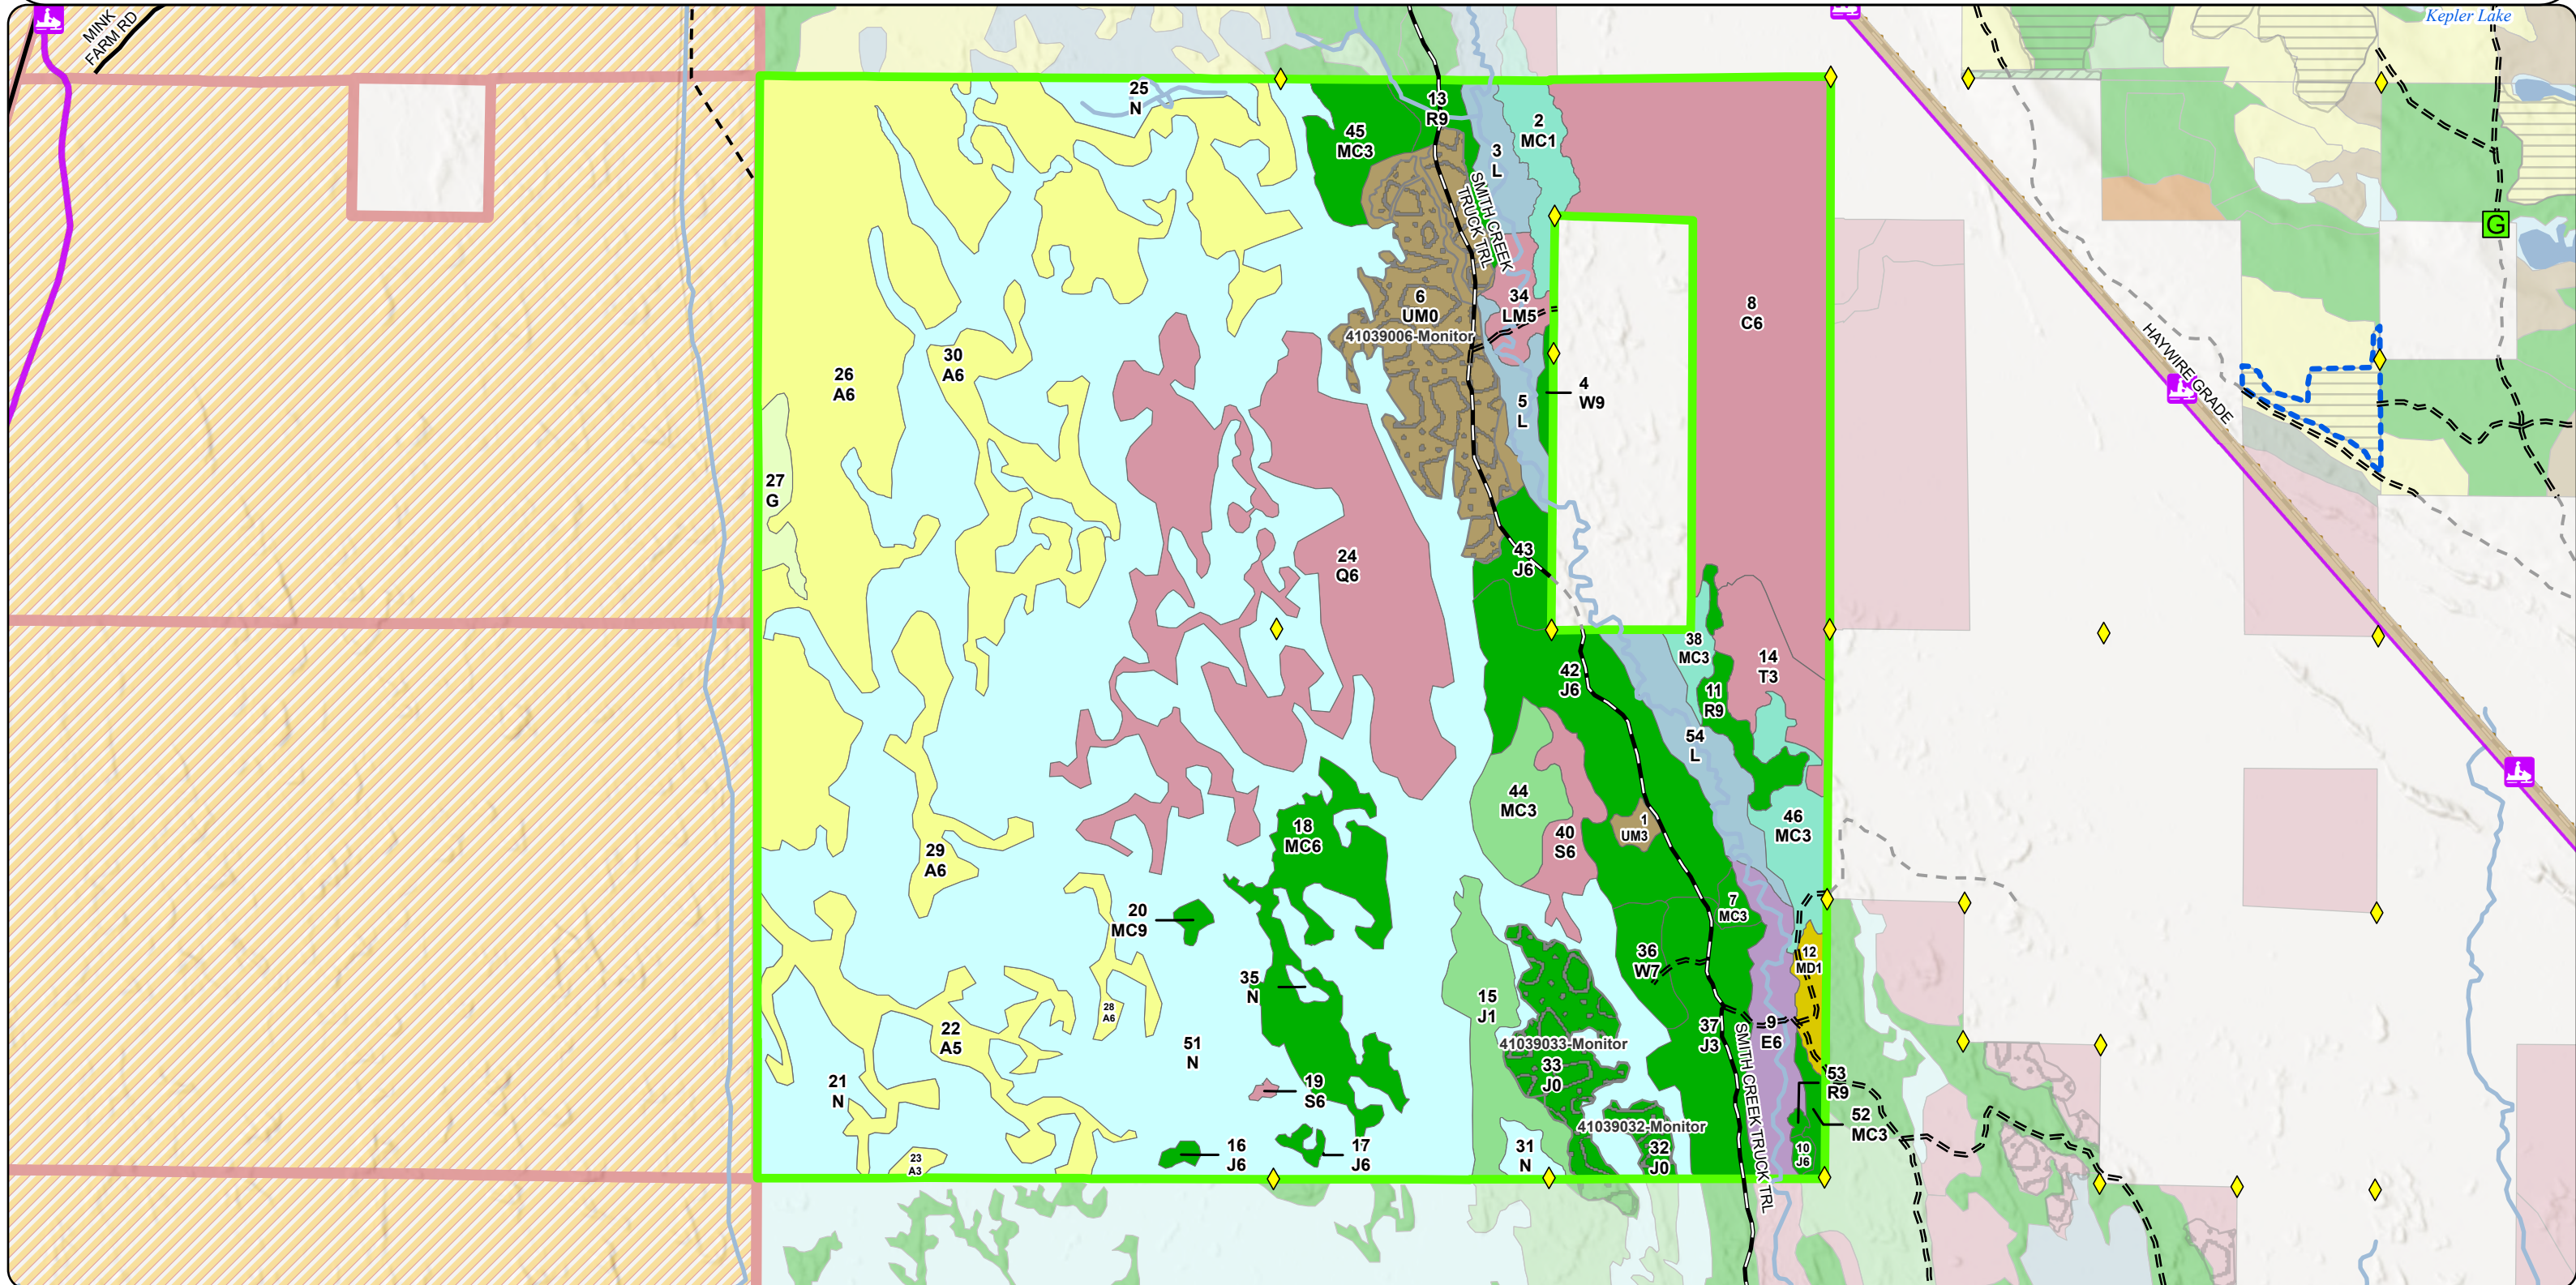 MINK
FARM RD
Kepler Lake
25
N
13
R9
45
MC3
2
MC1
3
L
SMITH CREEK
TRUCK TRL
G
6
UM0
41039006-Monitor
34
LM5
8
C6
26
A6
30
A6
4
W9
5
L
HAYWIRE GRADE
27
G
24
Q6
43
J6
38
MC3
42
J6
14
T3
11
R9
54
L
44
MC3
1
UM3
46
MC3
18
MC6
40
S6
29
A6
20
MC9
7
MC3
36
W7
12
MD1
35
N
15
J1
28
A6
22
A5
51
N
41039033-Monitor
33
J0
37
J3
9
E6
21
N
19
S6
53
R9
52
MC3
41039032-Monitor
SMITH CREEK TRUCK TRL
16
J6
17
J6
31
N
32
J0
10
J6
23
A3